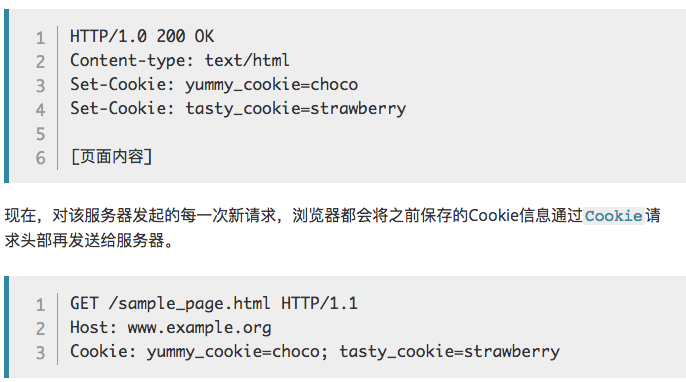 1 HTTP/1.0 200 OK
2 Content-type: text/html
3 Set-Cookie: yummy_cookie=choco
4 Set-Cookie: tasty_cookie=strawberry
5
6 [页面内容]
现在，对该服务器发起的每一次新请求，浏览器都会将之前保存的Cookie信息通过Cookie请
求头部再发送给服务器。
1 GET /sample_page.html HTTP/1.1
2 Host: www.example.org
3 Cookie: yummy_cookie=choco; tasty_cookie=strawberry